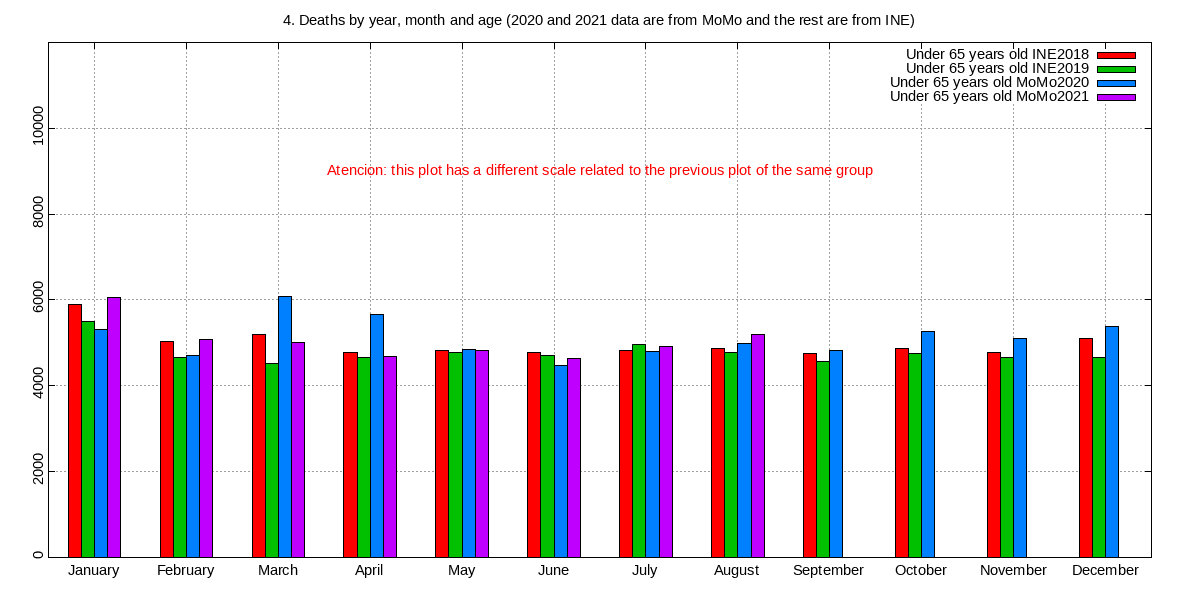 4. Deaths by year, month and age (2020 and 2021 data are from MoMo and the rest are from INE)
Under 65 years old INE2018
Under 65 years old INE2019
Under 65 years old MoMo2020
Under 65 years old MoMo2021
Atencion: this plot has a different scale related to the previous plot of the same group
10000
8000
6000
4000
2000
0
January February March April May June July August September October November December